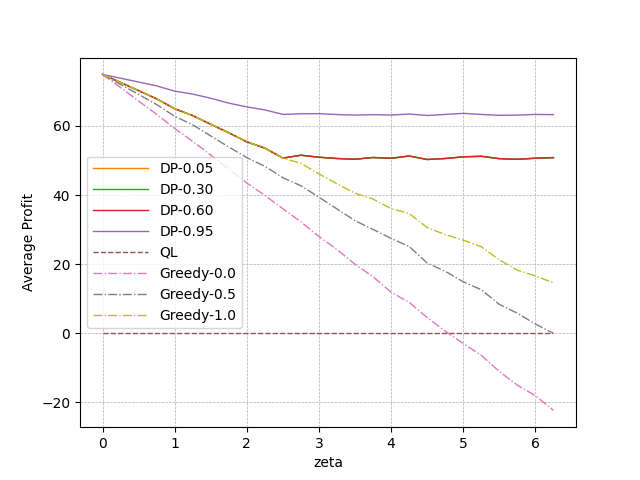 60
40
20
0
−20
Average Profit
DP-0.05
DP-0.30
DP-0.60
DP-0.95
QL
Greedy-0.0
Greedy-0.5
Greedy-1.0
0 1 2 3 4 5 6
zeta